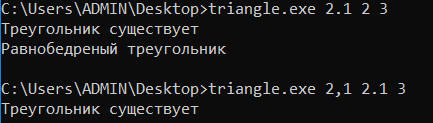 C:\Users\ADMIN\Desktop>triangle.exe 2.1 2 3
Треугольник существует
Равнобедреный треугольник
C:\Users\ADMIN\Desktop>triangle.exe 2,1 2.1 3
Треугольник существует